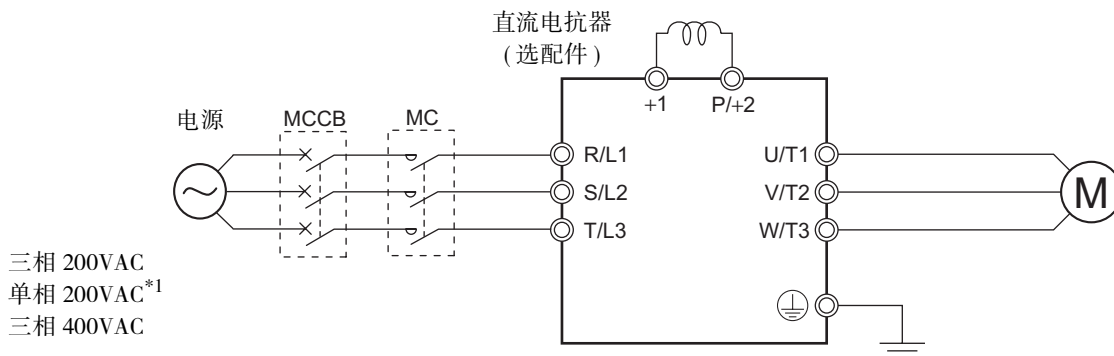 直流电抗器
(选配件)
+1 P/+2
电源 MCCB MC
R/L1 U/T1
S/L2 V/T2
T/L3 W/T3
M
三相 200VAC
单相 200VAC*1
三相 400VAC